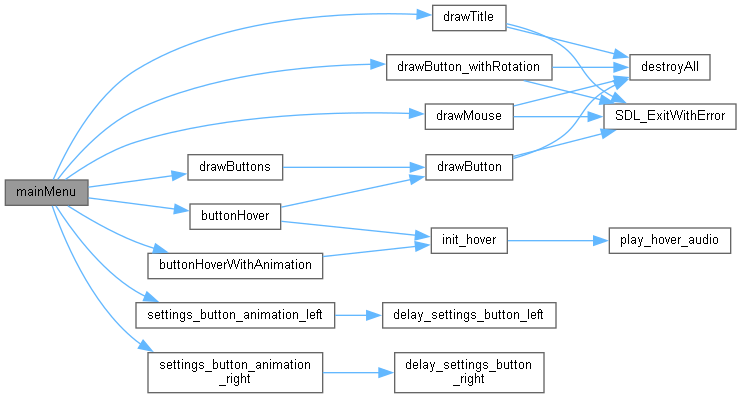 drawTitle
drawButton_withRotation
destroyAll
drawMouse
SDL_ExitWithError
drawButtons
drawButton
mainMenu
buttonHover
init_hover
play_hover_audio
buttonHoverWithAnimation
settings_button_animation_left
delay_settings_button_left
settings_button_animation
_right
delay_settings_button
_right